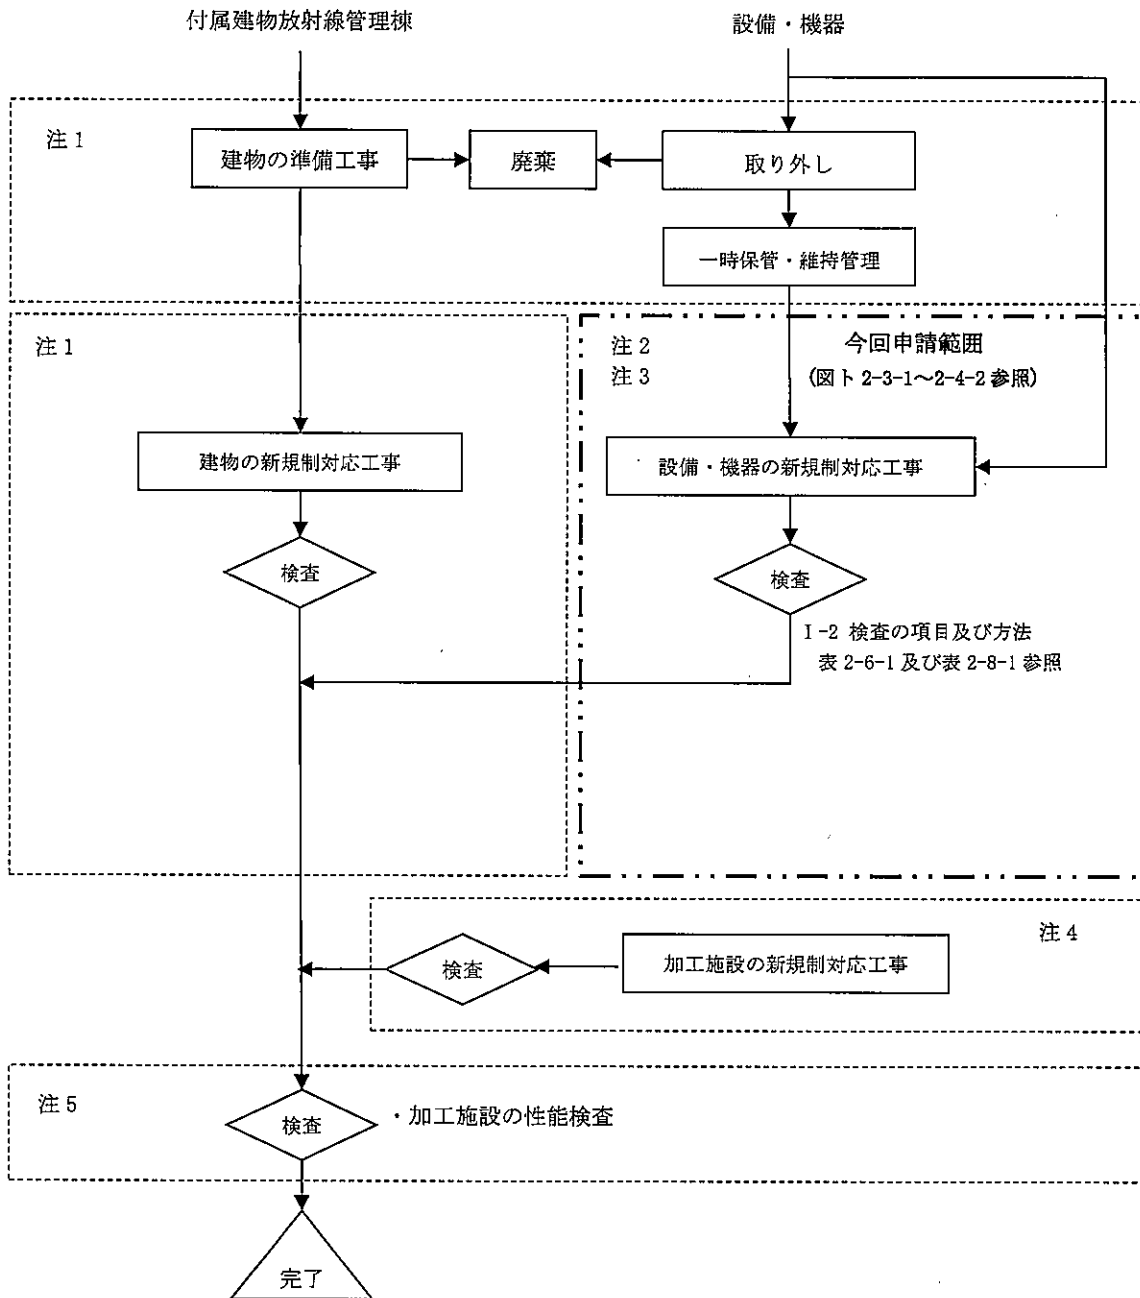 付属建物放射線管理棟
設備・機器
注 1
建物の準備工事
廃棄
取り外し
一時保管・維持管理
注 1
注 2
注 3
今回申請範囲
(図ト 2-3-1～2-4-2 参照)
建物の新規制対応工事
設備・機器の新規制対応工事
検査
検査
Ⅰ-2 検査の項目及び方法
表 2-6-1 及び表 2-8-1 参照
注 4
検査
加工施設の新規制対応工事
注 5
検査
・加工施設の性能検査
完了